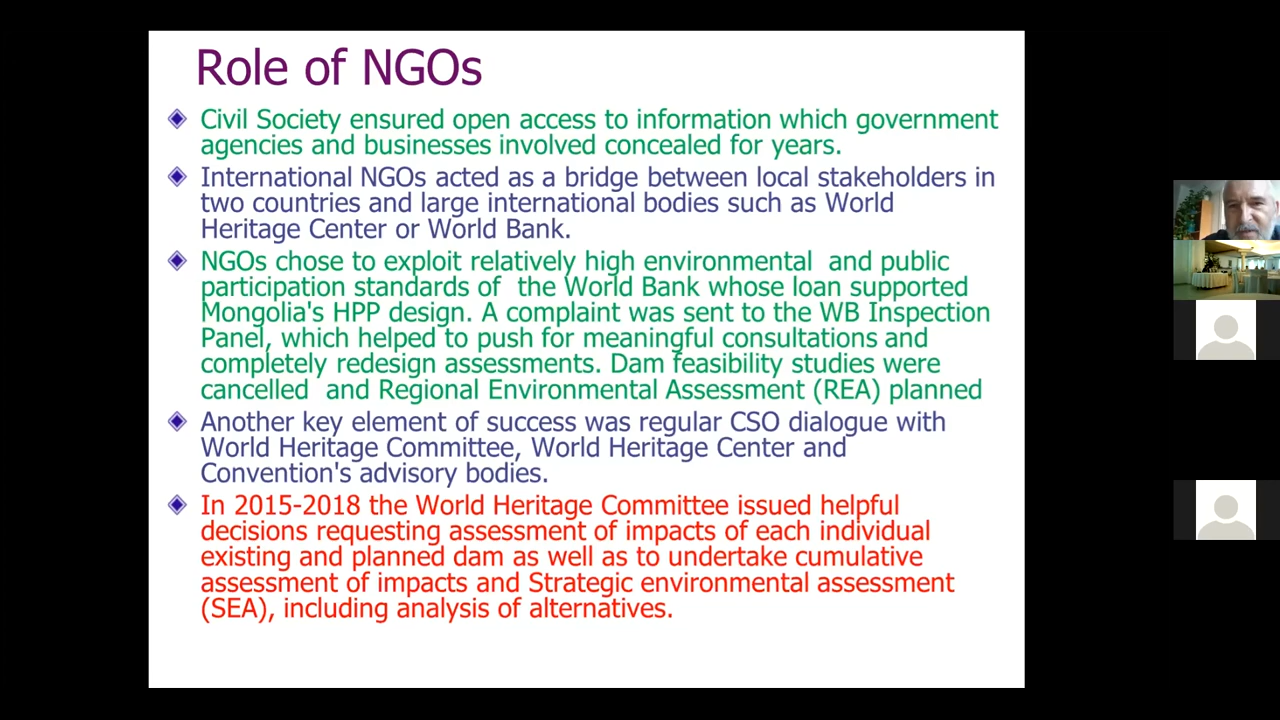 Role of NGOs
Civil Society ensured open access to information which government
agencies and businesses involved concealed for years.
International NGOs acted as a bridge between local stakeholders in
two countries and large international bodies such as World
Heritage Center or World Bank.
NGOs chose to exploit relatively high environmental  and public
participation standards of  the World Bank whose loan supported
Mongolia's HPP design. A complaint was sent to the WB Inspection
Panel, which helped to push for meaningful consultations and
completely redesign assessments. Dam feasibility studies were
cancelled  and Regional Environmental Assessment (REA) planned
Another key element of success was regular CSO dialogue with
World Heritage Committee, World Heritage Center and
Convention's advisory bodies.
In 2015-2018 the World Heritage Committee issued helpful
decisions requesting assessment of impacts of each individual
existing and planned dam as well as to undertake cumulative
assessment of impacts and Strategic environmental assessment
(SEA), including analysis of alternatives.